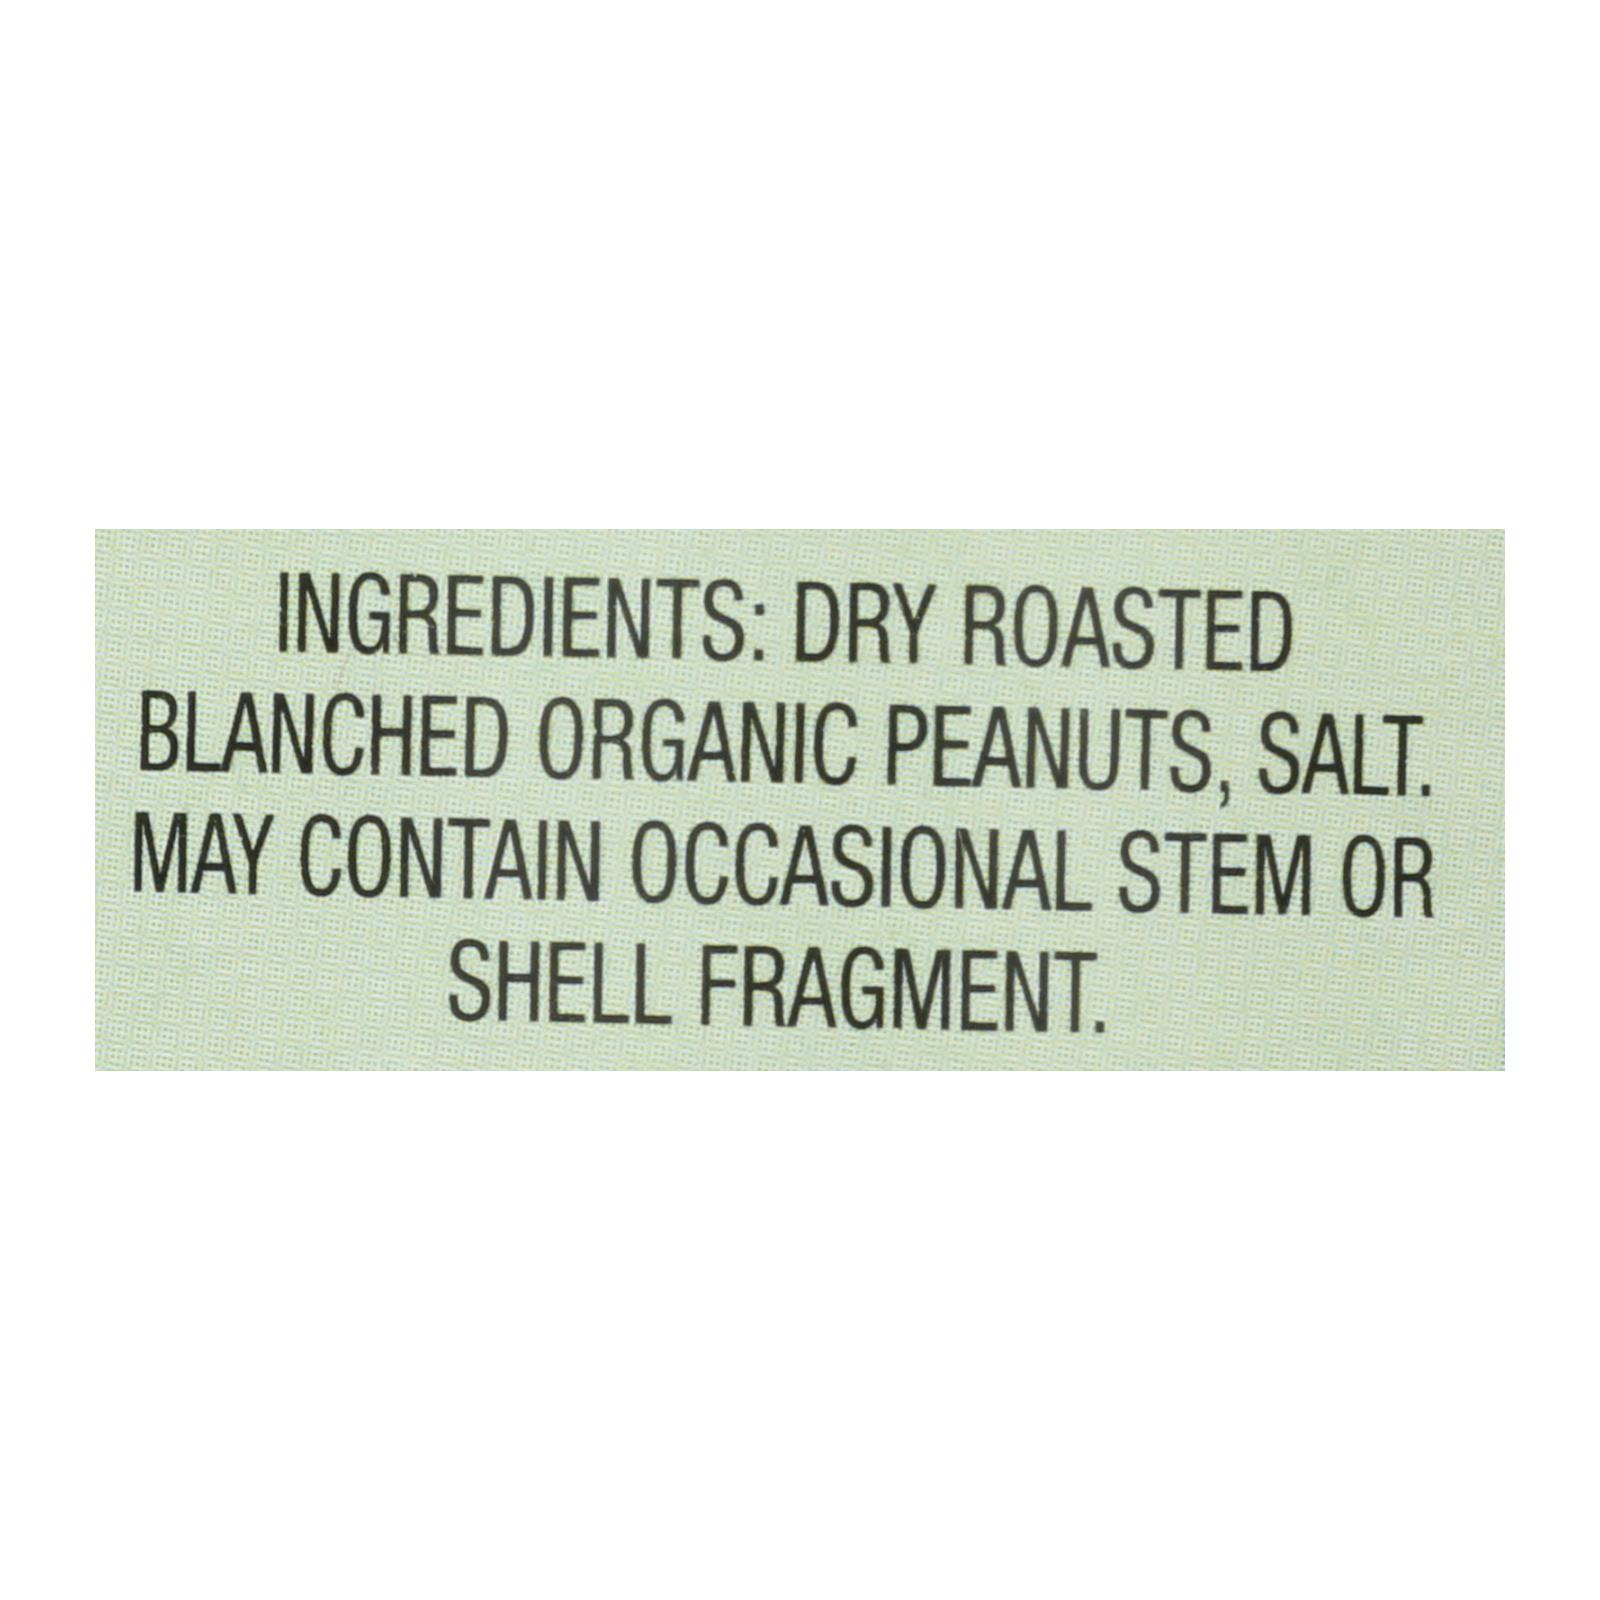 INGREDIENTS: DRY ROASTED
BLANCHED ORGANIC PEANUTS, SALT.
MAY CONTAIN OCCASIONAL STEM OR
SHELL FRAGMENT.